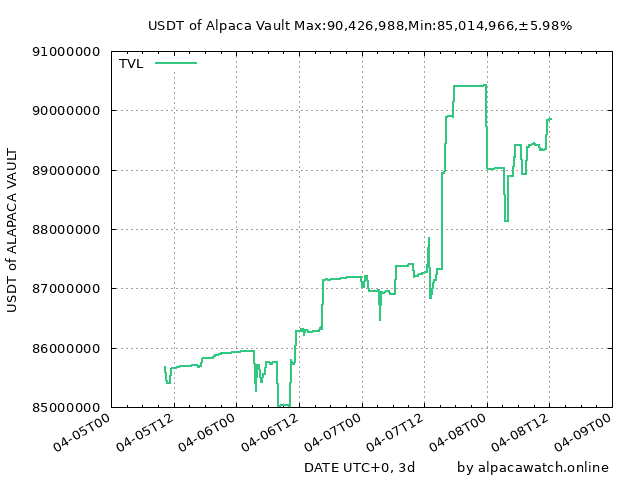 USDT of Alpaca Vault Max:90,426,988,Min:85,014,966,±5.98%
TVL
91000000
90000000
89000000
88000000
87000000
86000000
85000000
USDT of ALAPACA VAULT
04-05T00
04-05T12
04-06T00
04-06T12
04-07T00
04-07T12
04-08T00
04-08T12
04-09T00
DATE UTC+0, 3d
by alpacawatch.online